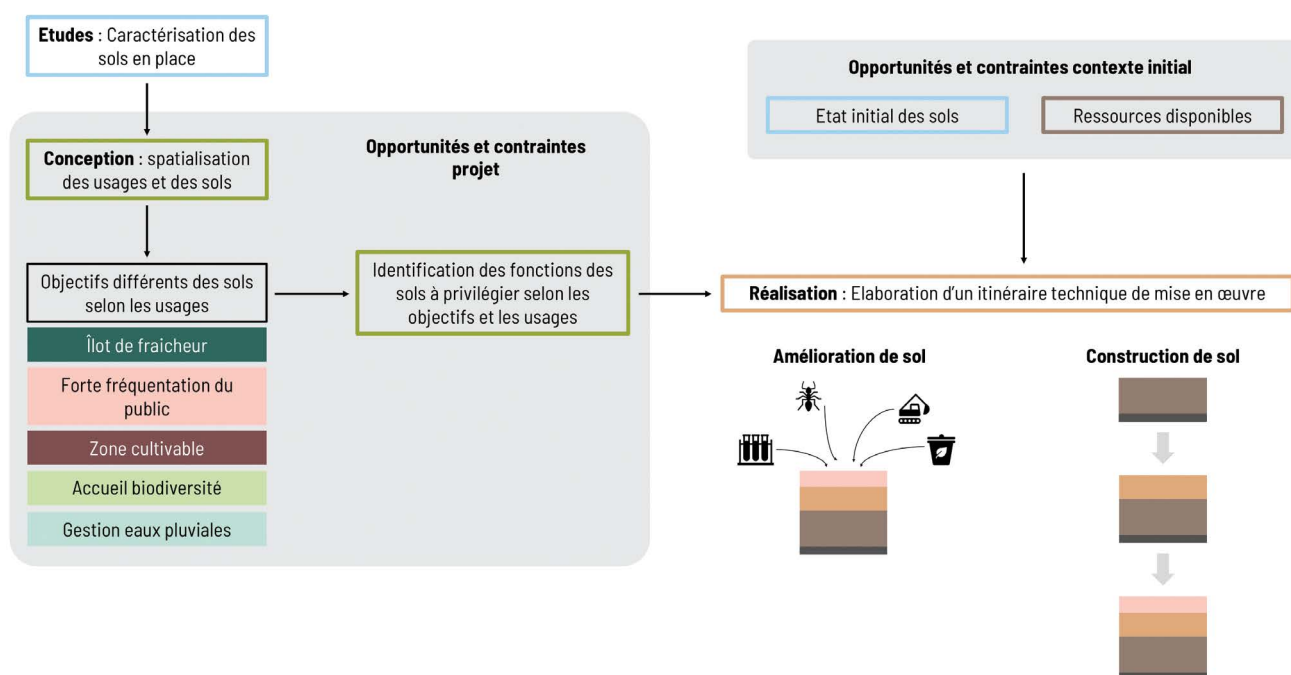 Etudes : Caractérisation des
sols en place
Conception : spatialisation
des usages et des sols
Opportunités et contraintes
projet
Objectifs différents des sols
selon les usages
Îlot de fraicheur
Forte fréquentation du
public
Zone cultivable
Accueil biodiversité
Gestion eaux pluviales
Identification des fonctions des
sols à privilégier selon les
objectifs et les usages
Opportunités et contraintes contexte initial
Etat initial des sols
Ressources disponibles
Réalisation : Elaboration d’un itinéraire technique de mise en œuvre
Amélioration de sol
Construction de sol